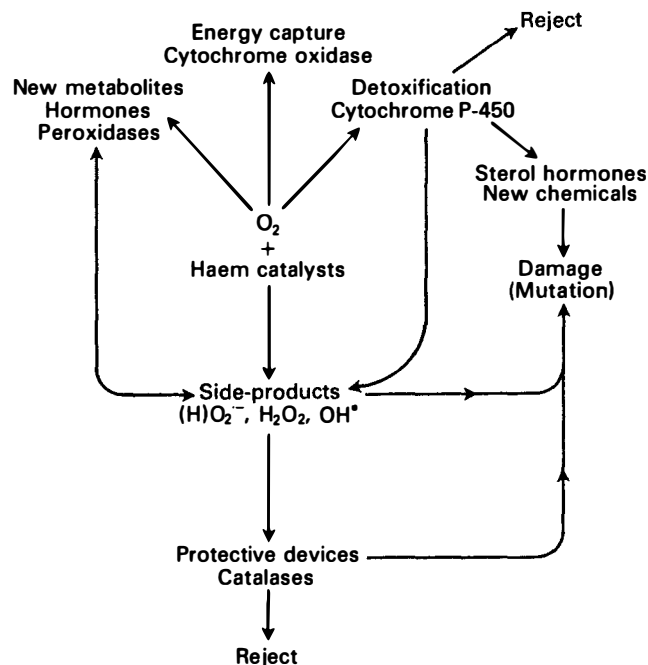 Reject
Energy capture
Cytochrome oxidase
New metabolites
Hormones
Peroxidases
Detoxification
Cytochrome P-450
Sterol hormones
New chemicals
O₂
+
Haem catalysts
Damage
(Mutation)
Side-products
(H)O₂·⁻, H₂O₂, OH•
Protective devices
Catalases
Reject